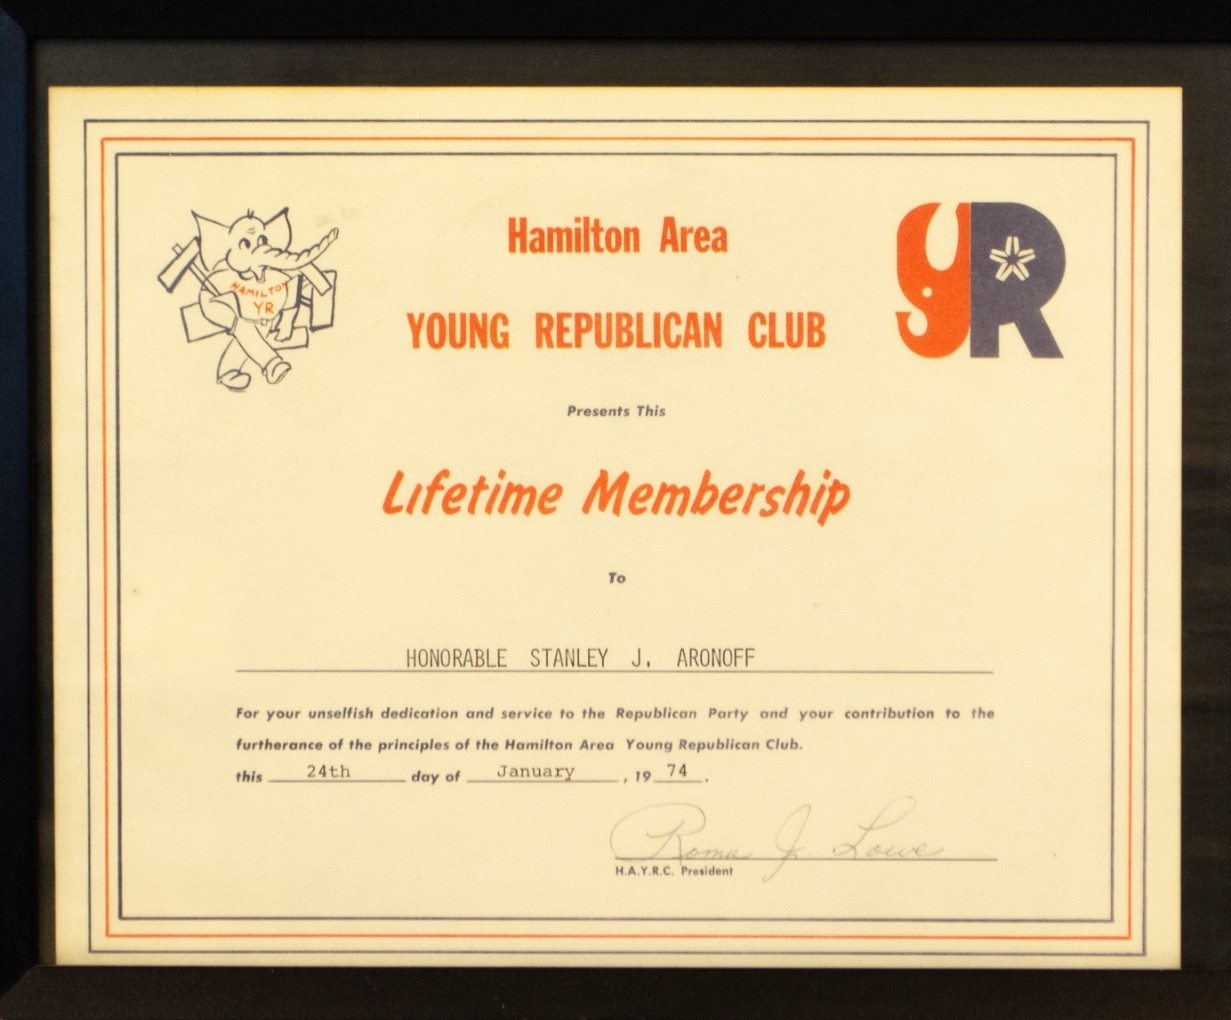 Hamilton Area
YOUNG REPUBLICAN CLUB
HAMILTON
YR
YR
Presents This
Lifetime Membership
To
HONORABLE STANLEY J. ARONOFF
For your unselfish dedication and service to the Republican Party and your contribution to the
furtherance of the principles of the Hamilton Area Young Republican Club.
this 24th day of January, 19 74.
Roma J. Lowe
H.A.Y.R.C. President